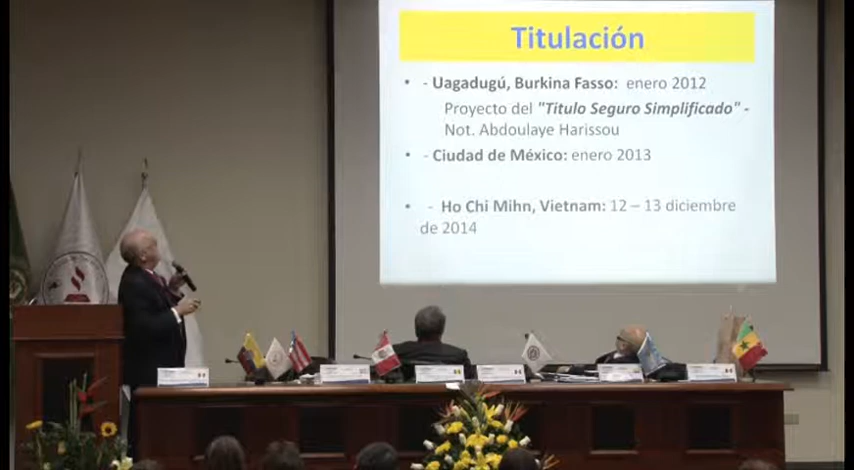 Titulación
• - Uagadugú, Burkina Fasso: enero 2012
Proyecto del "Titulo Seguro Simplificado" -
Not. Abdoulaye Harissou
• - Ciudad de México: enero 2013
• - Ho Chi Mihn, Vietnam: 12 – 13 diciembre
de 2014